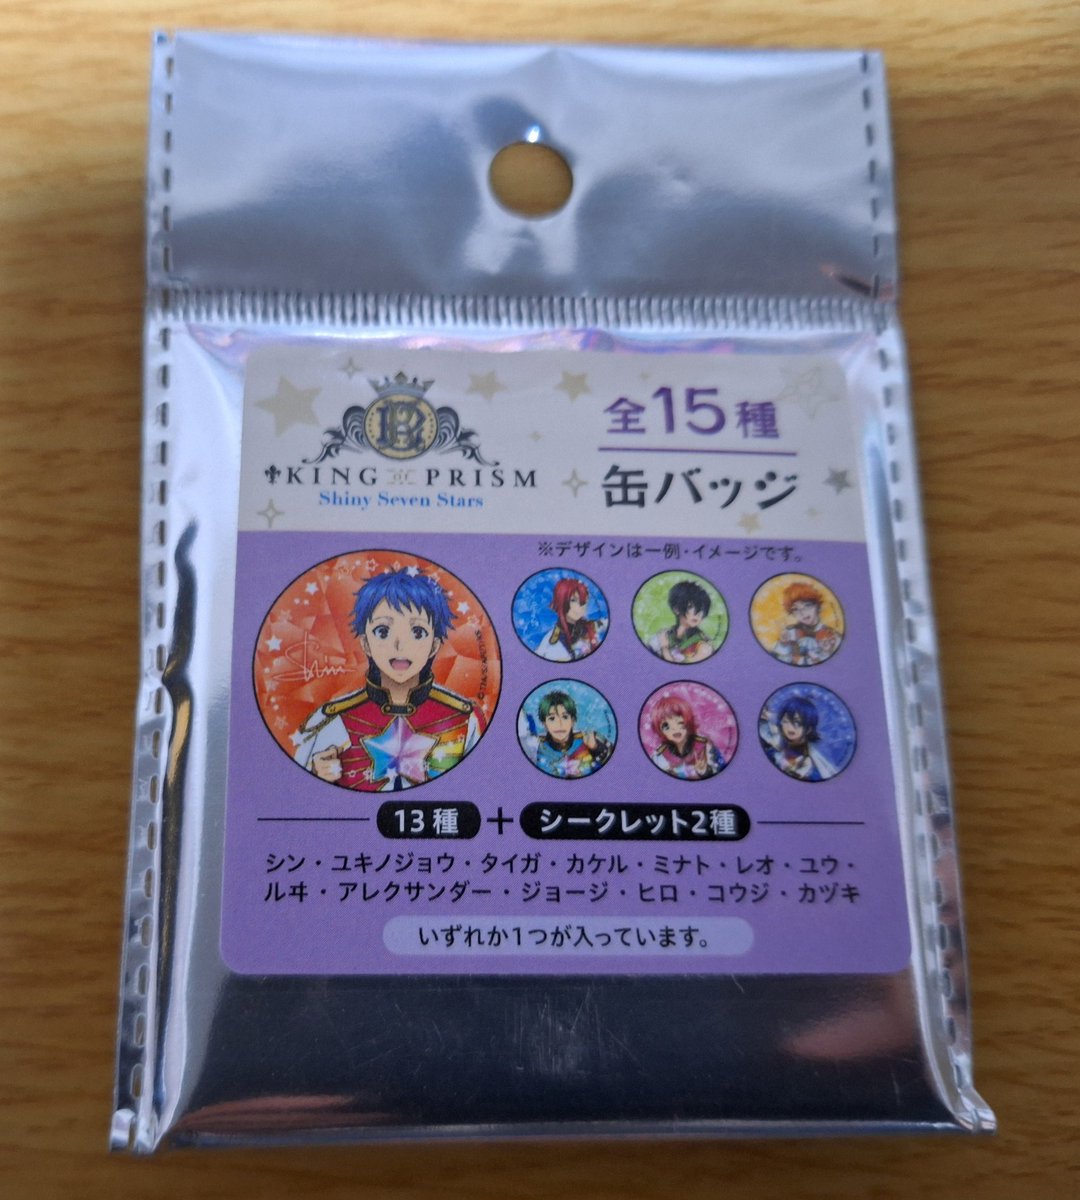 KING OF PRISM
Shiny Seven Stars
全15種
缶バッジ
※デザインは一例・イメージです。
Shin
13種+シークレット2種
シン・ユキノジョウ・タイガ・カケル・ミナト・レオ・ユウ・
ルヰ・アレクサンダー・ジョージ・ヒロ・コウジ・カヅキ
いずれか1つが入っています。